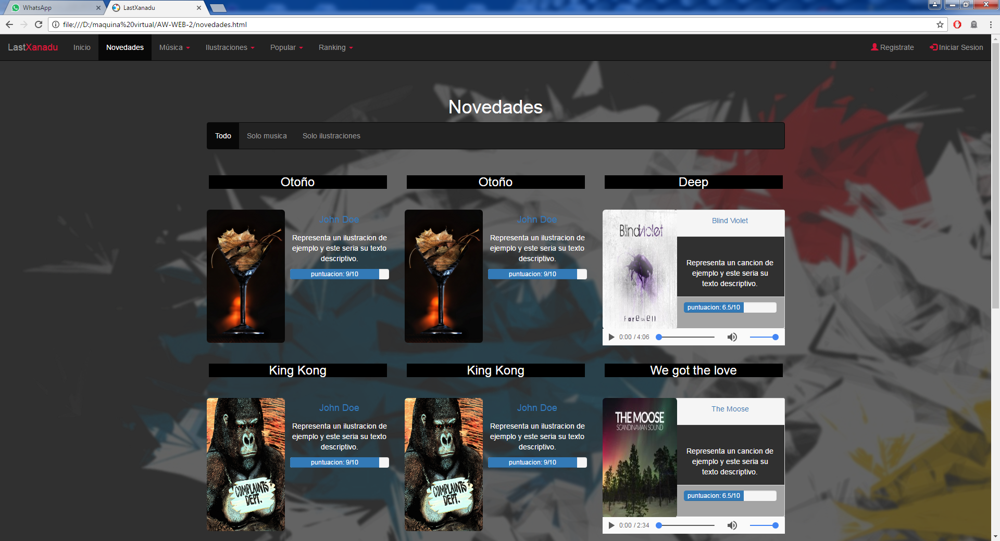 WhatsApp
LastXanadu
file:///D:/maquina%20virtual/AW-WEB-2/novedades.html
LastXanadu Inicio Novedades Música Ilustraciones Popular Ranking Registrate Iniciar Sesion
Novedades
Todo Solo musica Solo ilustraciones
Otoño
John Doe
Representa un ilustracion de
ejemplo y este seria su texto
descriptivo.
puntuacion: 9/10
Otoño
John Doe
Representa un ilustracion de
ejemplo y este seria su texto
descriptivo.
puntuacion: 9/10
Deep
Blindviolet
Farewell
Blind Violet
Representa un cancion de
ejemplo y este seria su
texto descriptivo.
puntuacion: 6.5/10
0:00 / 4:06
King Kong
COMPLAINTS
DEPT.
John Doe
Representa un ilustracion de
ejemplo y este seria su texto
descriptivo.
puntuacion: 9/10
King Kong
COMPLAINTS
DEPT.
John Doe
Representa un ilustracion de
ejemplo y este seria su texto
descriptivo.
puntuacion: 9/10
We got the love
THE MOOSE
SCANDINAVIAN SOUND
The Moose
Representa un cancion de
ejemplo y este seria su
texto descriptivo.
puntuacion: 6.5/10
0:00 / 2:34